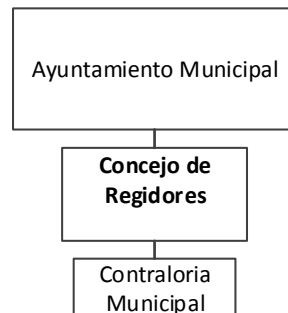 Ayuntamiento Municipal
Concejo de
Regidores
Contraloria
Municipal